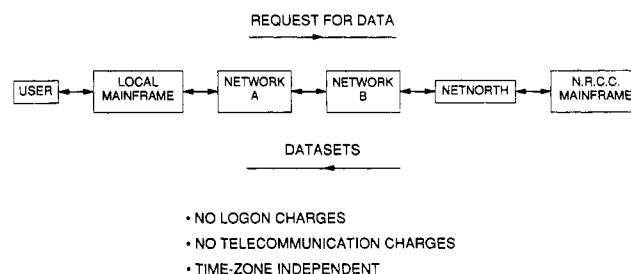 REQUEST FOR DATA
USER
LOCAL
MAINFRAME
NETWORK
A
NETWORK
B
NETNORTH
N.R.C.C.
MAINFRAME
DATASETS
• NO LOGON CHARGES
• NO TELECOMMUNICATION CHARGES
• TIME-ZONE INDEPENDENT